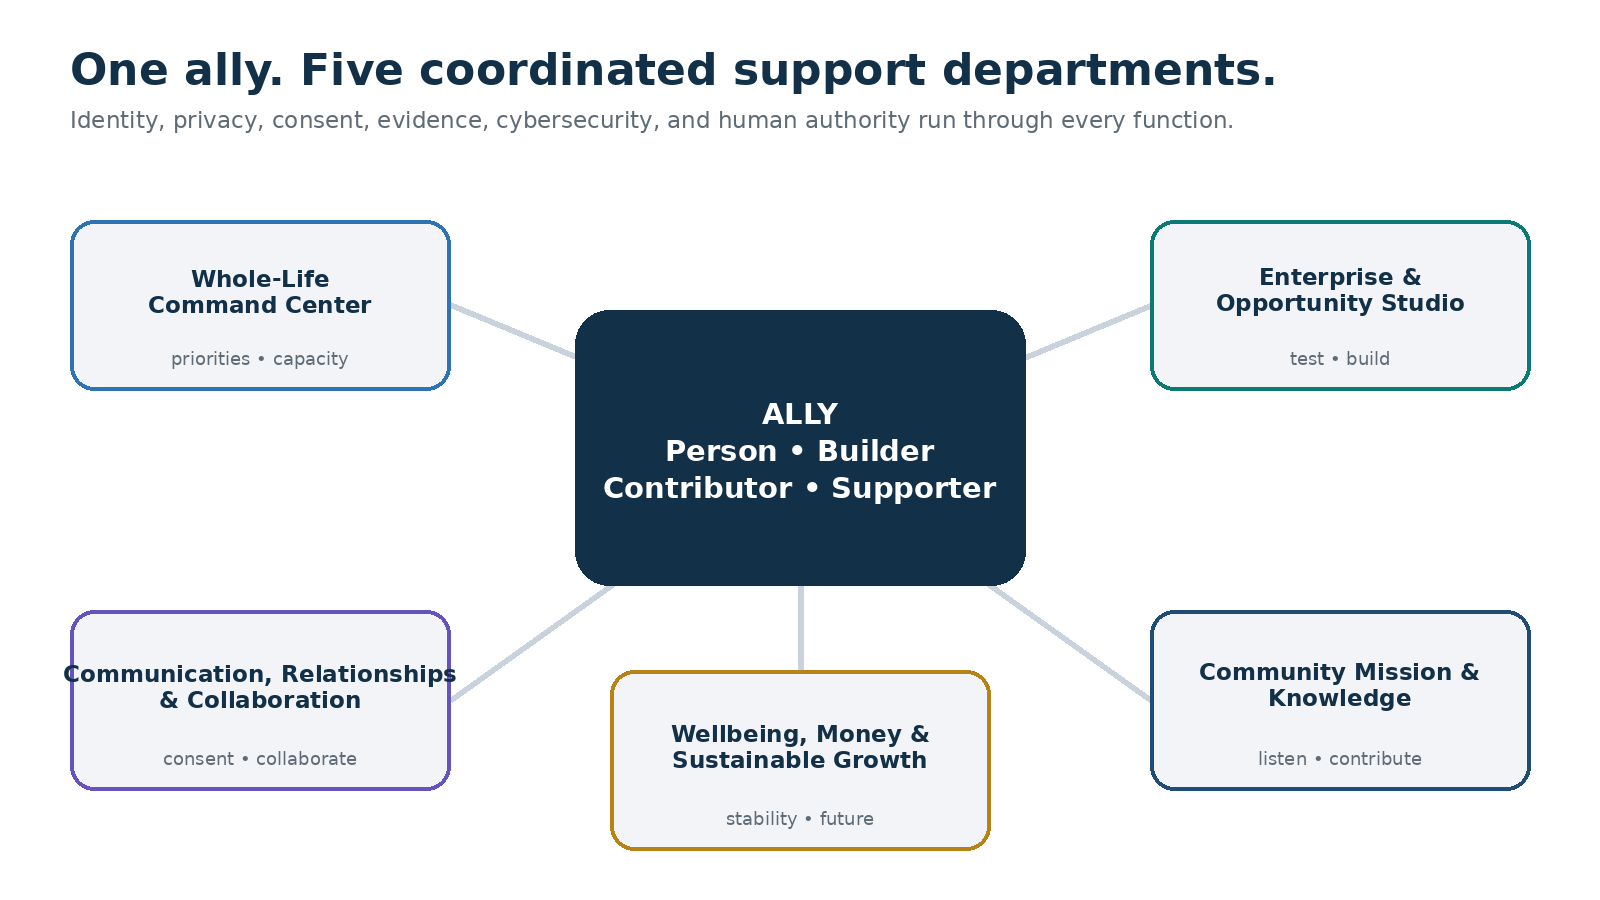 One ally. Five coordinated support departments.
Identity, privacy, consent, evidence, cybersecurity, and human authority run through every function.
Whole-Life
Command Center
priorities • capacity
Enterprise &
Opportunity Studio
test • build
ALLY
Person • Builder
Contributor • Supporter
Communication, Relationships
& Collaboration
consent • collaborate
Wellbeing, Money &
Sustainable Growth
stability • future
Community Mission &
Knowledge
listen • contribute